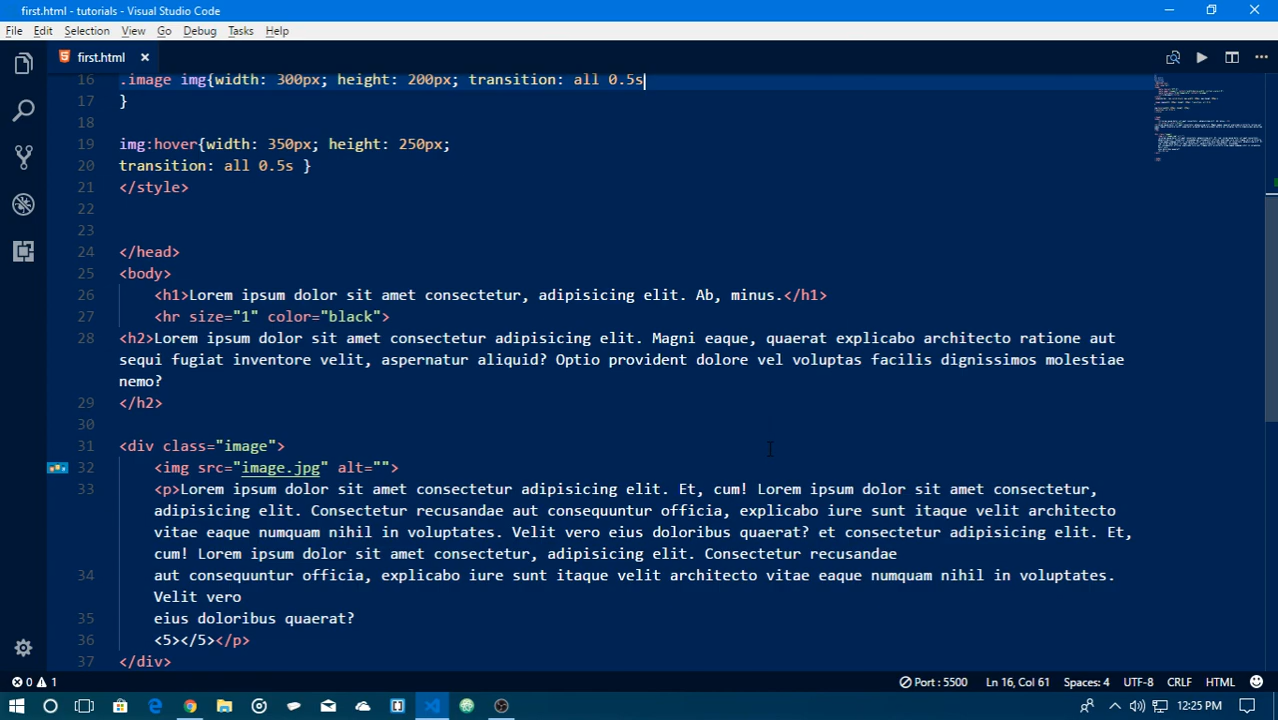 first.html - tutorials - Visual Studio Code
File Edit Selection View Go Debug Tasks Help
first.html
16 .image img{width: 300px; height: 200px; transition: all 0.5s
17 }
18
19 img:hover{width: 350px; height: 250px;
20 transition: all 0.5s }
21 </style>
22
23
24 </head>
25 <body>
26 <h1>Lorem ipsum dolor sit amet consectetur, adipisicing elit. Ab, minus.</h1>
27 <hr size="1" color="black">
28 <h2>Lorem ipsum dolor sit amet consectetur adipisicing elit. Magni eaque, quaerat explicabo architecto ratione aut
sequi fugiat inventore velit, aspernatur aliquid? Optio provident dolore vel voluptas facilis dignissimos molestiae
nemo?
29 </h2>
30
31 <div class="image">
32 <img src="image.jpg" alt="">
33 <p>Lorem ipsum dolor sit amet consectetur adipisicing elit. Et, cum! Lorem ipsum dolor sit amet consectetur,
adipisicing elit. Consectetur recusandae aut consequuntur officia, explicabo iure sunt itaque velit architecto
vitae eaque numquam nihil in voluptates. Velit vero eius doloribus quaerat? et consectetur adipisicing elit. Et,
cum! Lorem ipsum dolor sit amet consectetur, adipisicing elit. Consectetur recusandae
34 aut consequuntur officia, explicabo iure sunt itaque velit architecto vitae eaque numquam nihil in voluptates.
Velit vero
35 eius doloribus quaerat?
36 <5></5></p>
37 </div>
0 1 Port : 5500 Ln 16, Col 61 Spaces: 4 UTF-8 CRLF HTML
12:25 PM